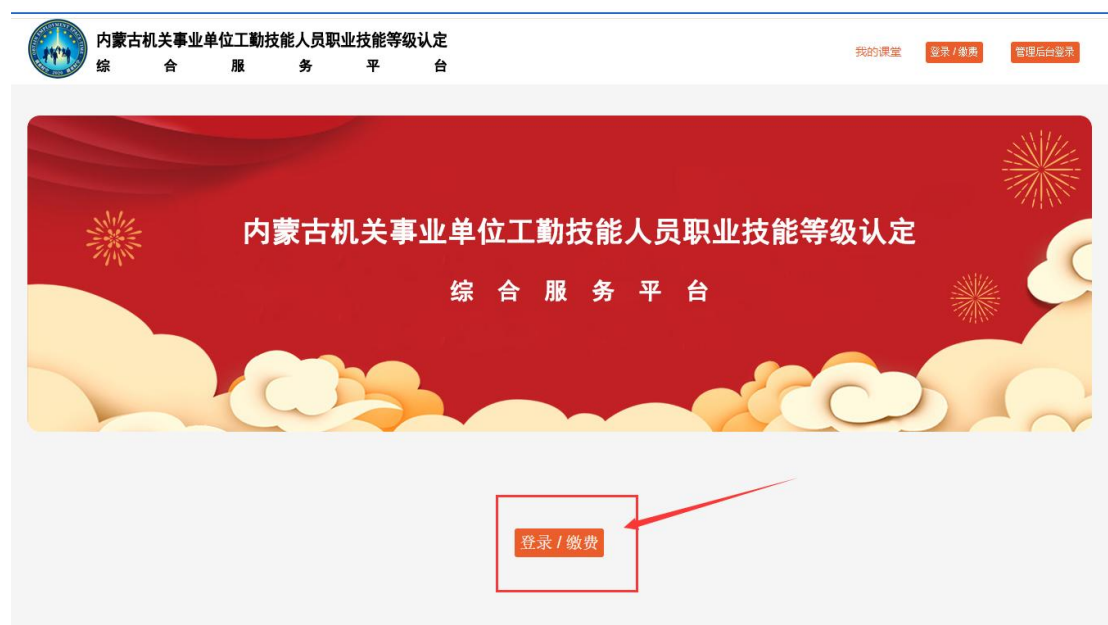 内蒙古机关事业单位工勤技能人员职业技能等级认定
综合服务平台
我的课堂
登录 / 缴费
管理后台登录
内蒙古机关事业单位工勤技能人员职业技能等级认定
综合服务平台
登录 / 缴费